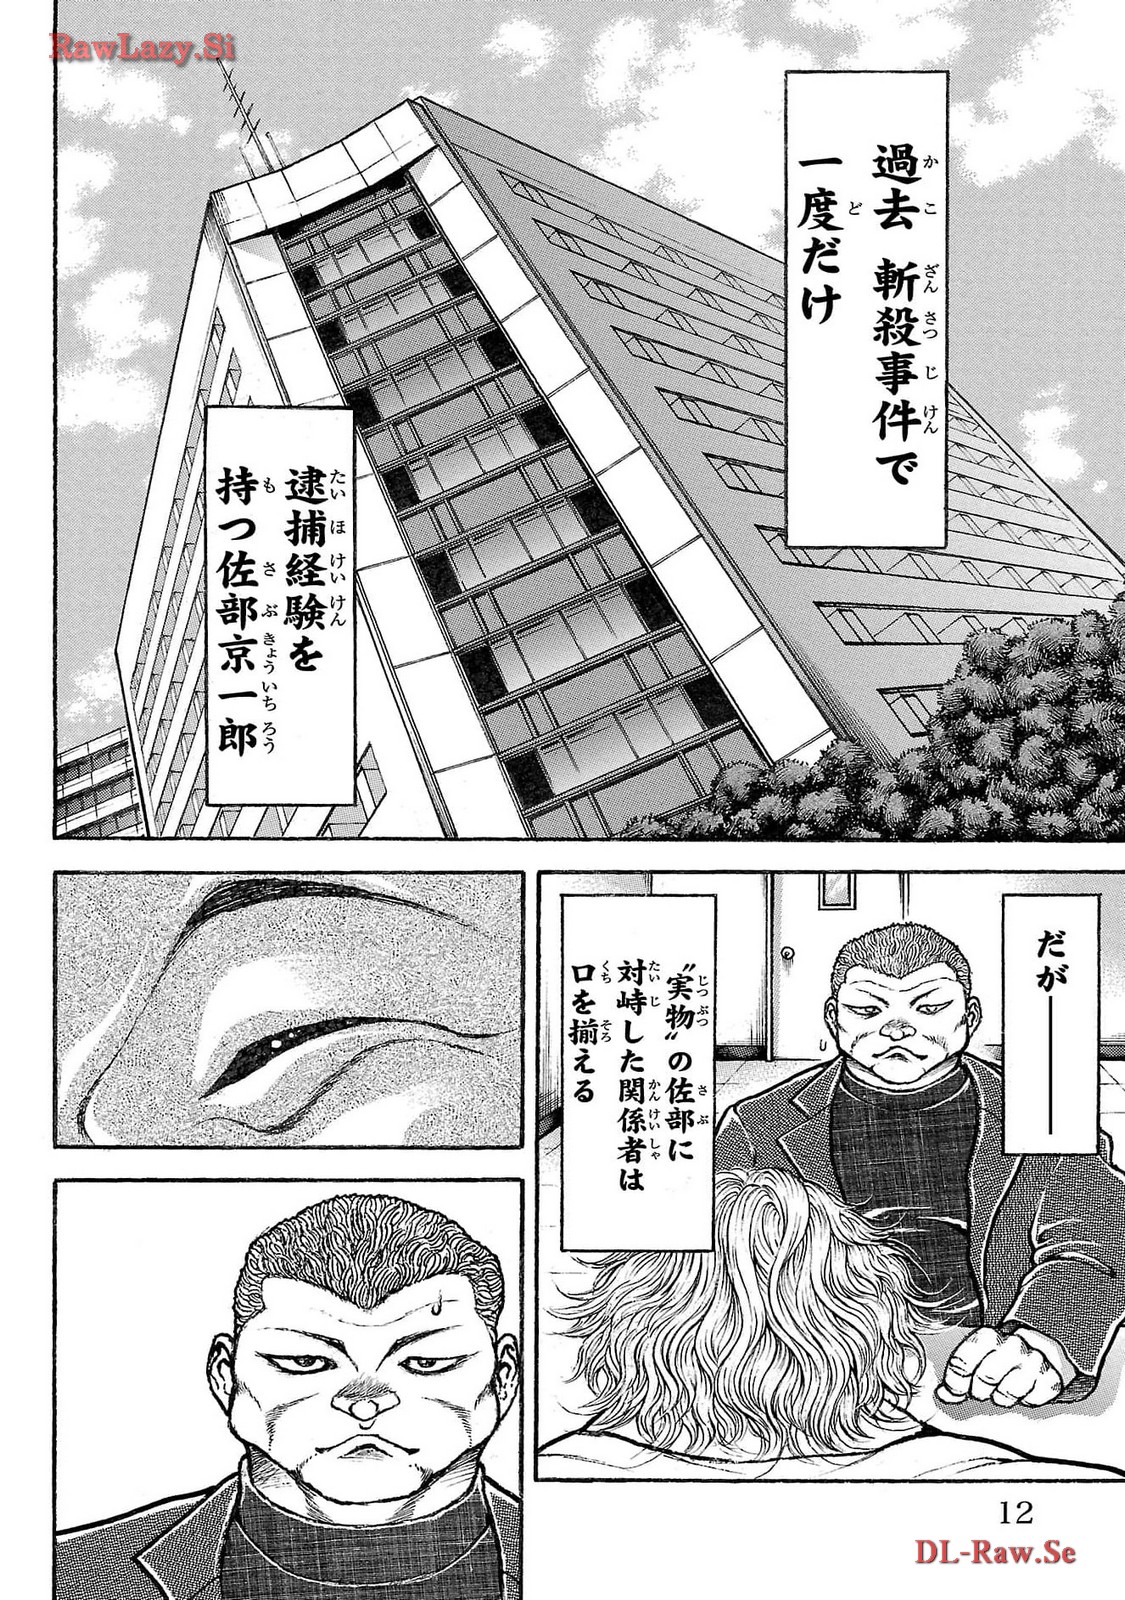 RawLazy.Si
過去 斬殺事件で
一度だけ
逮捕経験を
持つ佐部京一郎
だが――
〝実物〟の佐部に
対峙した関係者は
口を揃える
12
DL-Raw.Se